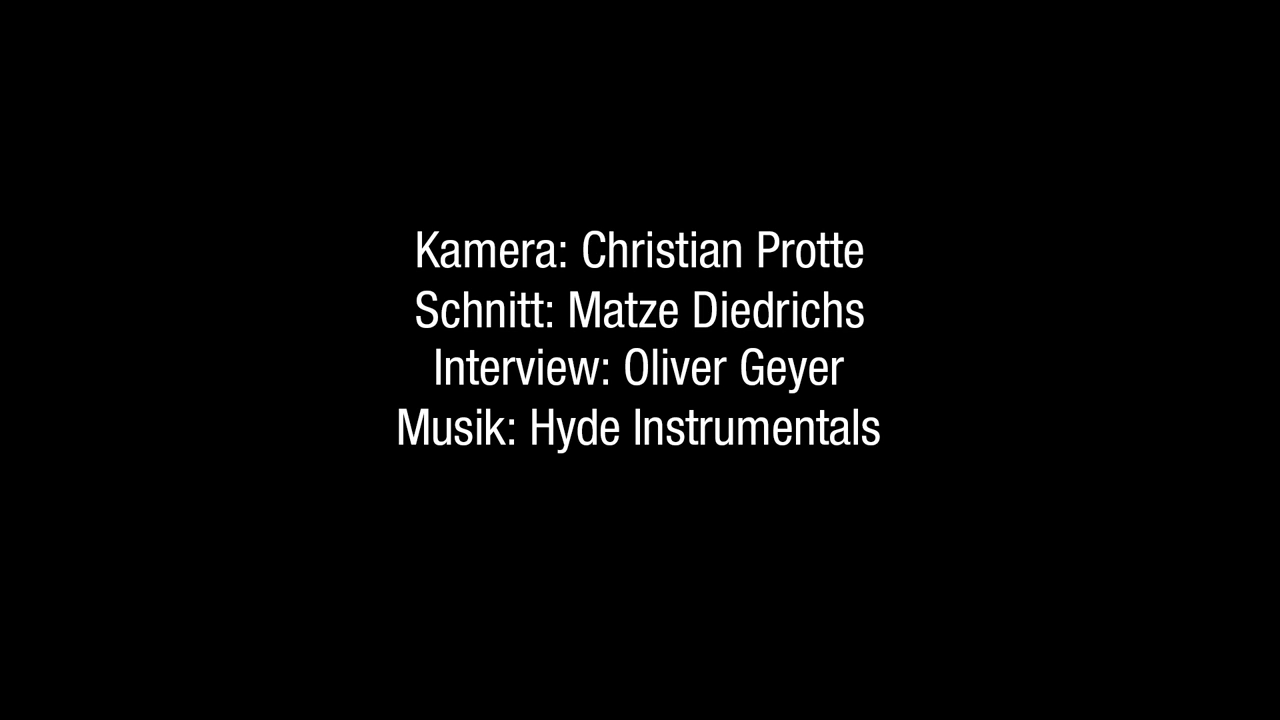 Kamera: Christian Protte
Schnitt: Matze Diedrichs
Interview: Oliver Geyer
Musik: Hyde Instrumentals